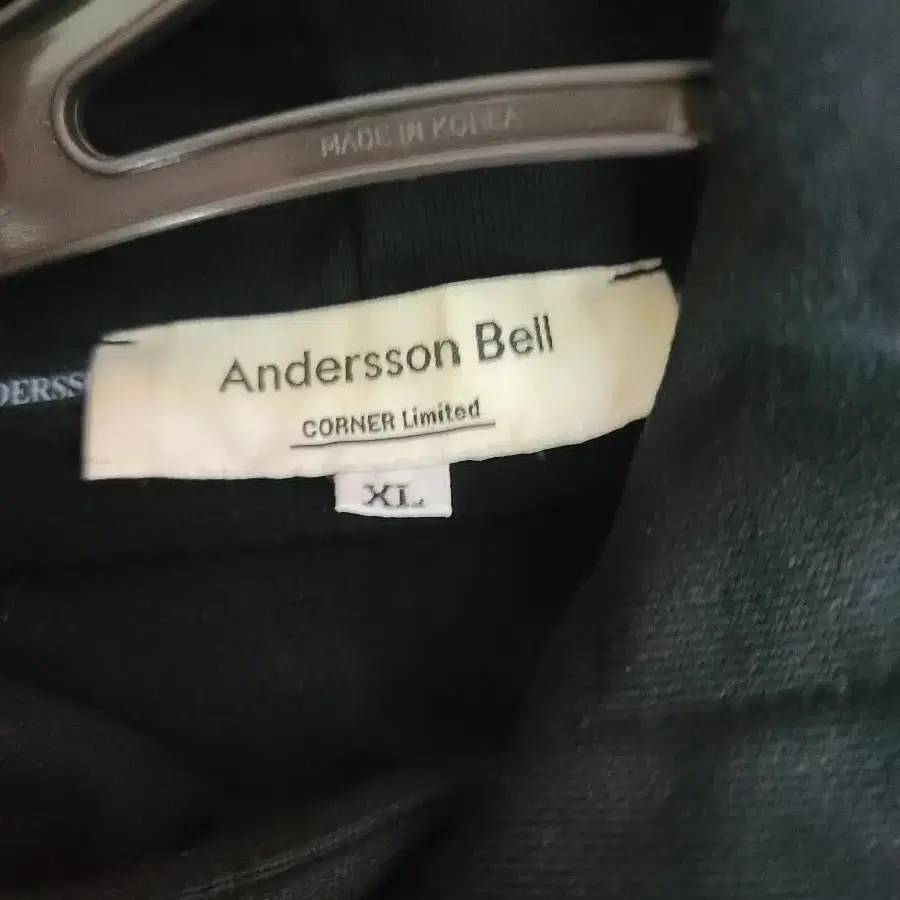 MADE IN KOREA
DERSS
Andersson Bell
CORNER Limited
XL